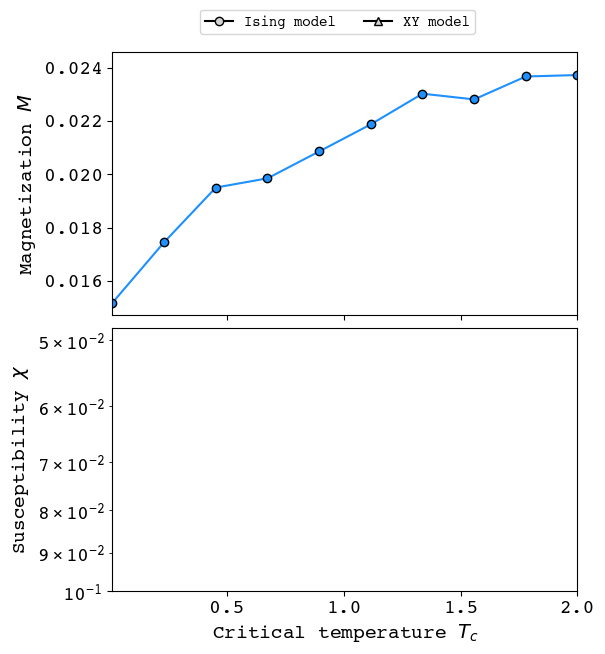 Ising model XY model
0.024
0.022
0.020
0.018
0.016
Magnetization M
5 × 10⁻²
6 × 10⁻²
7 × 10⁻²
8 × 10⁻²
9 × 10⁻²
10⁻¹
Susceptibility χ
0.5 1.0 1.5 2.0
Critical temperature T_c